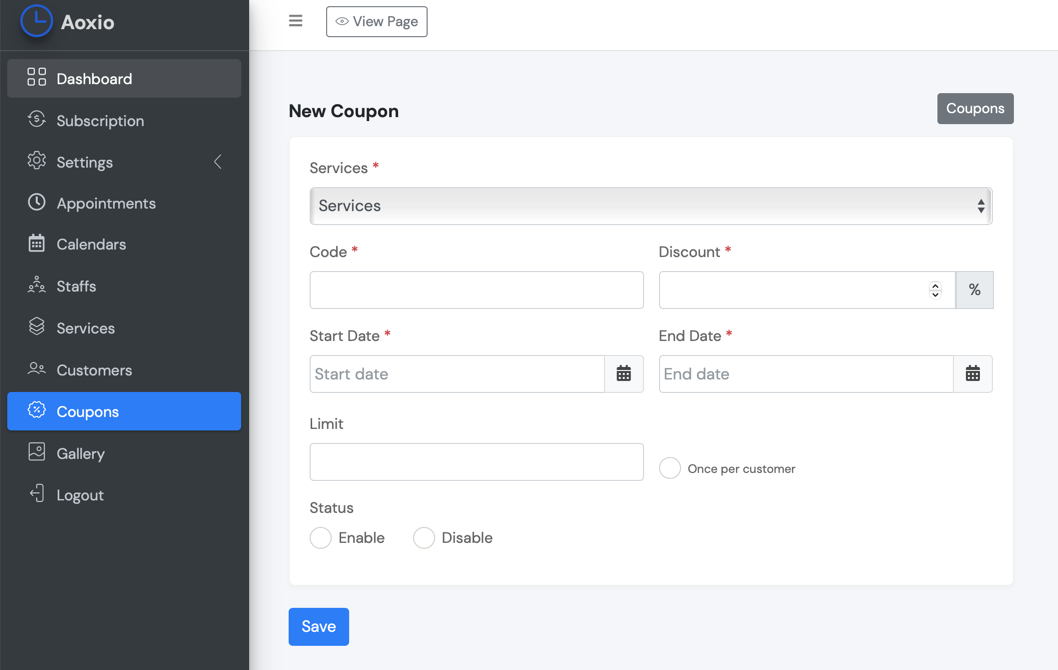 Aoxio
View Page
Dashboard
Subscription
Settings
Appointments
Calendars
Staffs
Services
Customers
Coupons
Gallery
Logout
New Coupon
Coupons
Services *
Services
Code *
Discount *
%
Start Date *
End Date *
Start date
End date
Limit
Once per customer
Status
Enable
Disable
Save